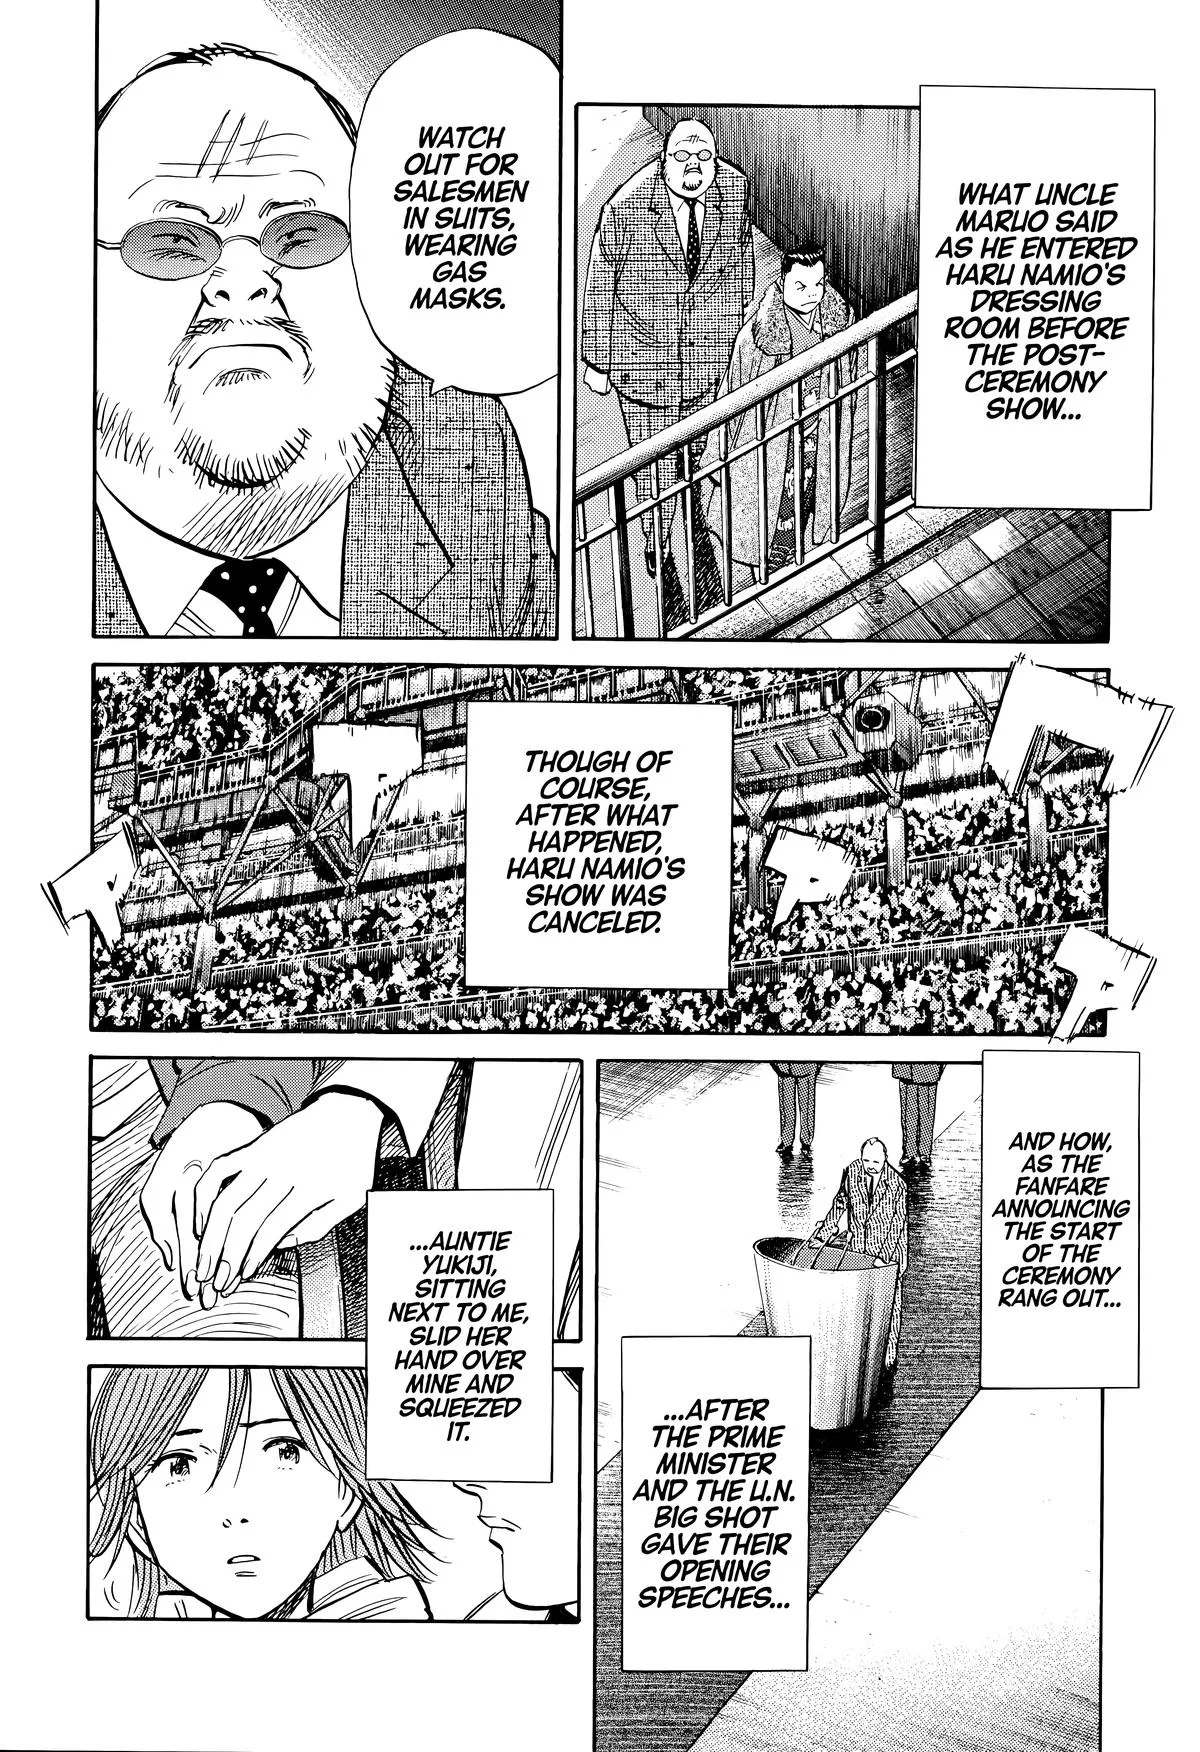 WHAT UNCLE
MARUO SAID
AS HE ENTERED
HARU NAMIO'S
DRESSING
ROOM BEFORE
THE POST-
CEREMONY
SHOW...
WATCH
OUT FOR
SALESMEN
IN SUITS,
WEARING
GAS
MASKS.
THOUGH OF
COURSE,
AFTER WHAT
HAPPENED,
HARU NAMIO'S
SHOW WAS
CANCELED.
AND HOW,
AS THE
FANFARE
ANNOUNCING
THE START
OF THE
CEREMONY
RANG OUT...
...AFTER
THE PRIME
MINISTER
AND THE U.N.
BIG SHOT
GAVE THEIR
OPENING
SPEECHES...
...AUNTIE
YUKIJI,
SITTING
NEXT TO ME,
SLID HER
HAND OVER
MINE AND
SQUEEZED
IT.